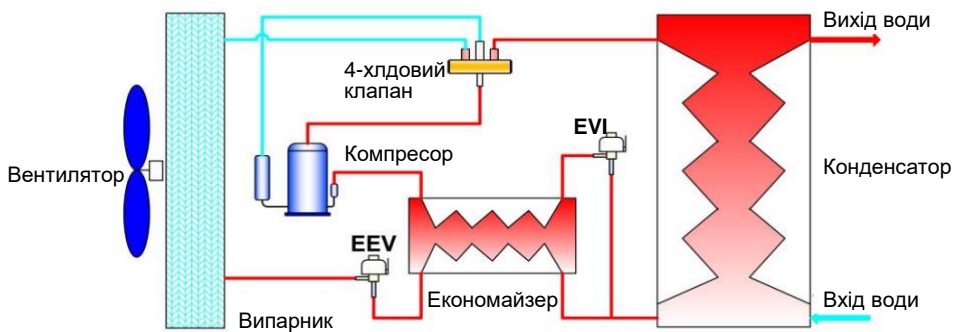 Вихід води
4-хлдовий
клапан
EVI
Компресор
Вентилятор
Конденсатор
EEV
Економайзер
Вхід води
Випарник